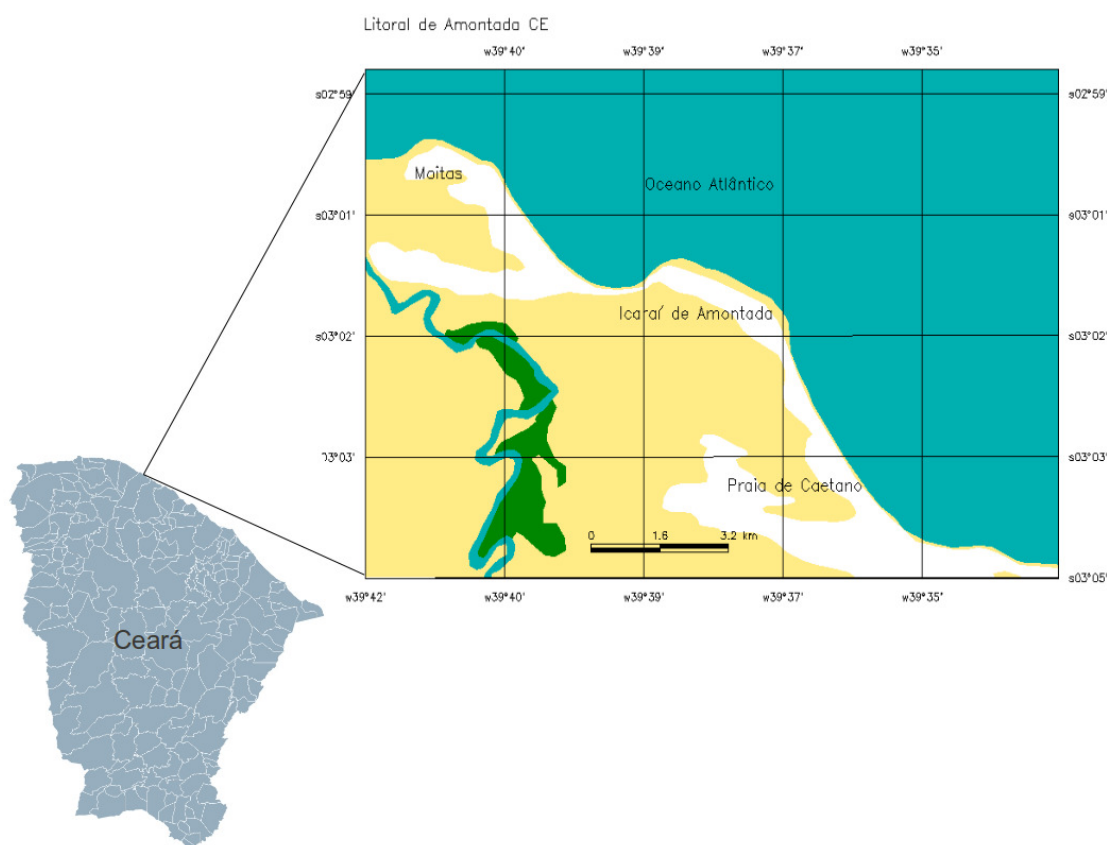 Litoral de Amontada CE
w39°40' w39°39' w39°37' w39°35'
s02°59' s02°59'
Moitas
Oceano Atlântico
s03°01' s03°01'
Icaraí de Amontada
s03°02' s03°02'
03°03' s03°03'
Praia de Caetano
0 1.6 3.2 km
s03°05'
w39°42' w39°40' w39°39' w39°37' w39°35'
Ceará